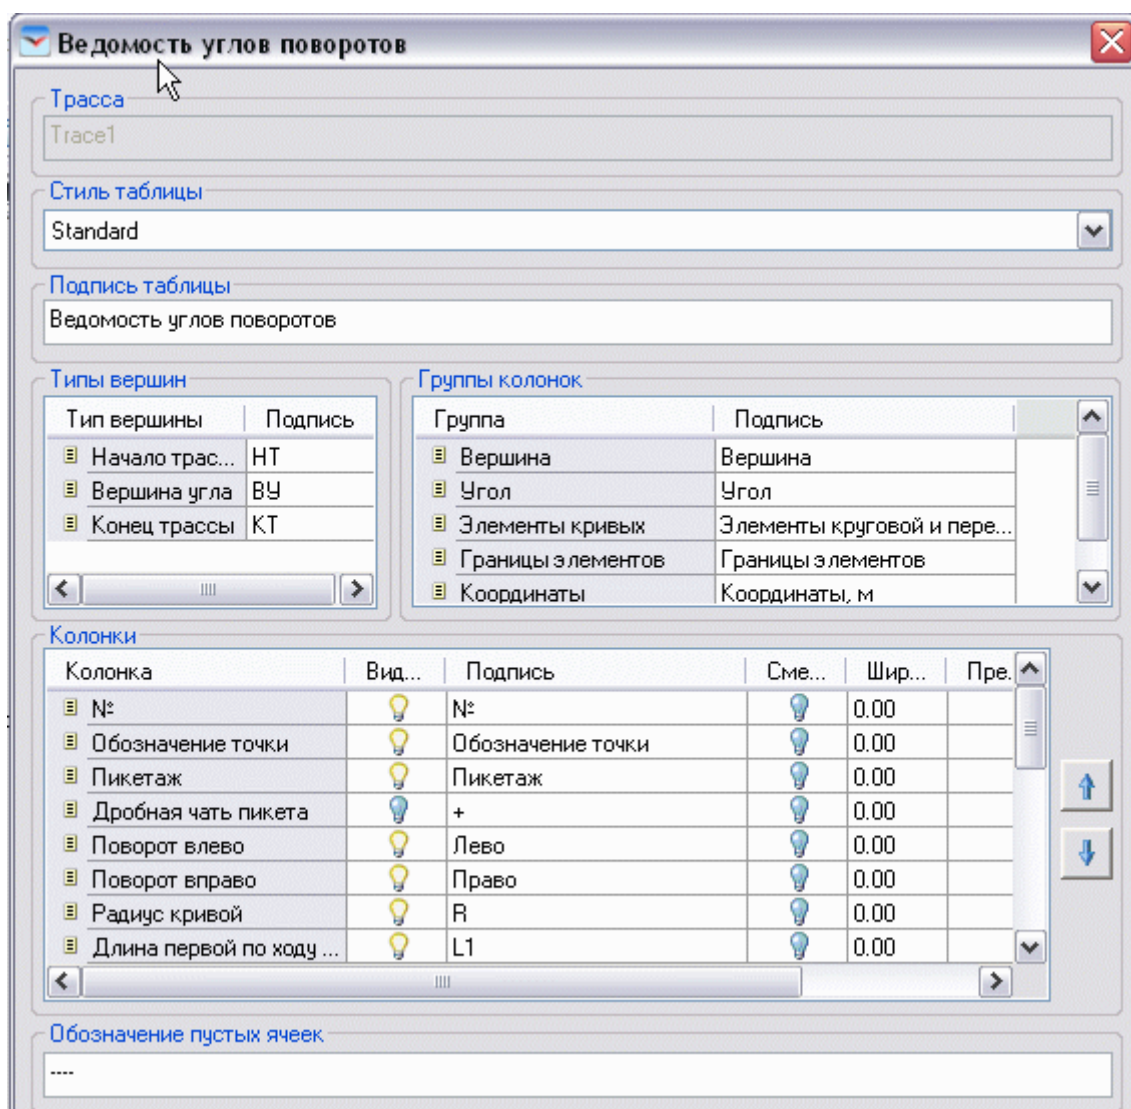 Ведомость углов поворотов
Трасса
Trace1
Стиль таблицы
Standard
Подпись таблицы
Ведомость углов поворотов
Типы вершин
Тип вершины Подпись
Начало трас... НТ
Вершина угла ВУ
Конец трассы КТ
Группы колонок
Группа Подпись
Вершина Вершина
Угол Угол
Элементы кривых Элементы круговой и пере...
Границы элементов Границы элементов
Координаты Координаты, м
Колонки
Колонка Вид... Подпись Сме... Шир... Пре.
№ № 0.00
Обозначение точки Обозначение точки 0.00
Пикетаж Пикетаж 0.00
Дробная чать пикета + 0.00
Поворот влево Лево 0.00
Поворот вправо Право 0.00
Радиус кривой R 0.00
Длина первой по ходу ... L1 0.00
Обозначение пустых ячеек
----